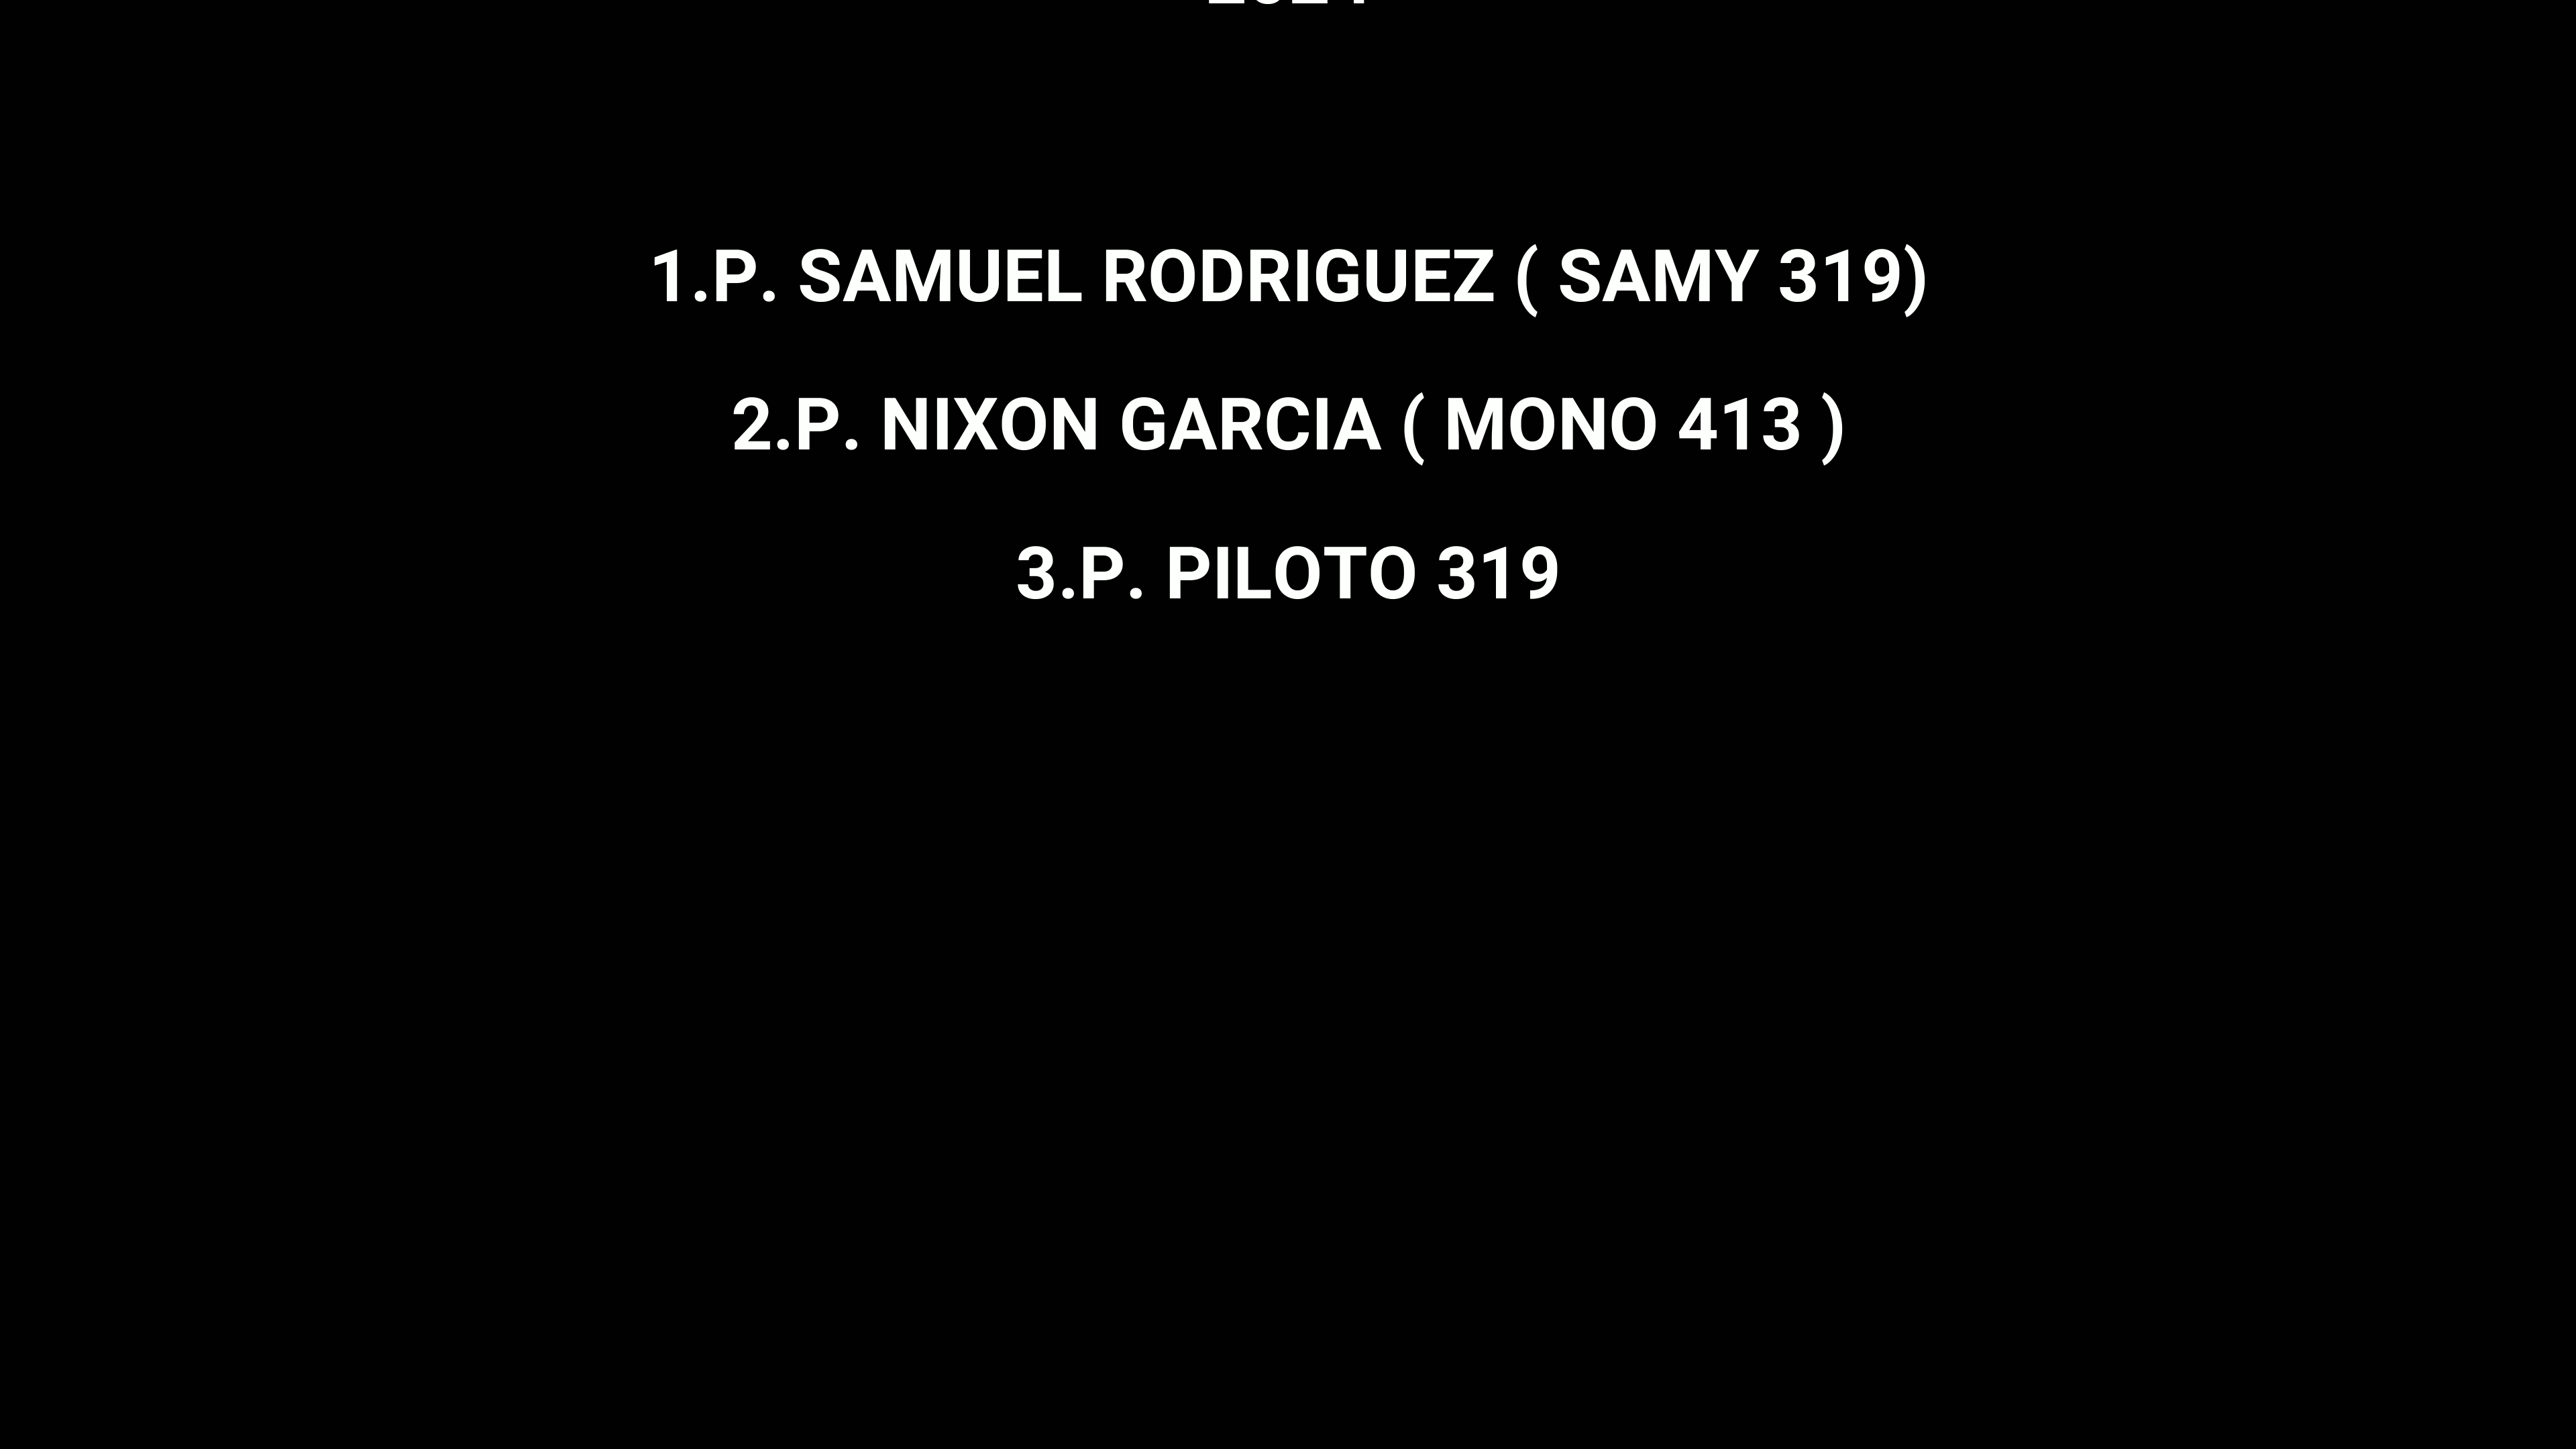 1.P. SAMUEL RODRIGUEZ ( SAMY 319)
2.P. NIXON GARCIA ( MONO 413 )
3.P. PILOTO 319